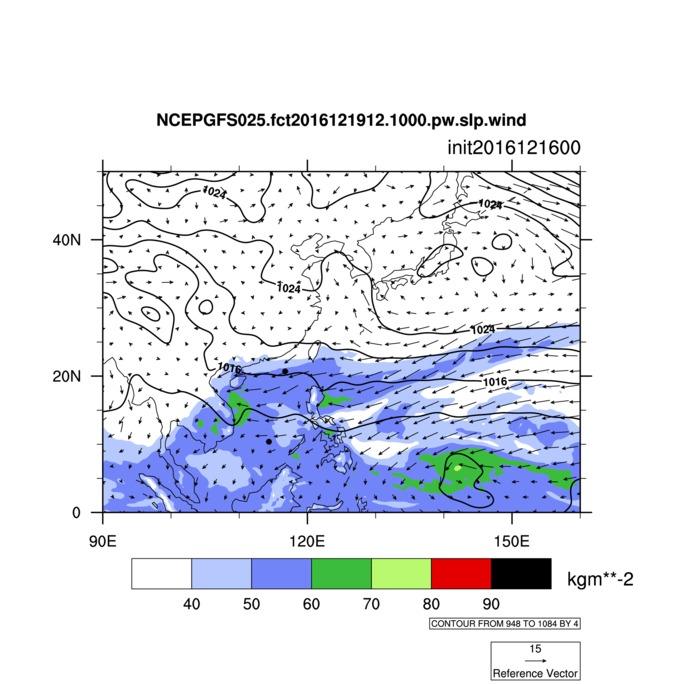 NCEPGFS025.fct2016121912.1000.pw.slp.wind
init2016121600
1024
1024
40N
1024
1024
1016
20N
1016
0
90E 120E 150E
40 50 60 70 80 90
kgm**-2
CONTOUR FROM 948 TO 1084 BY 4
15
Reference Vector